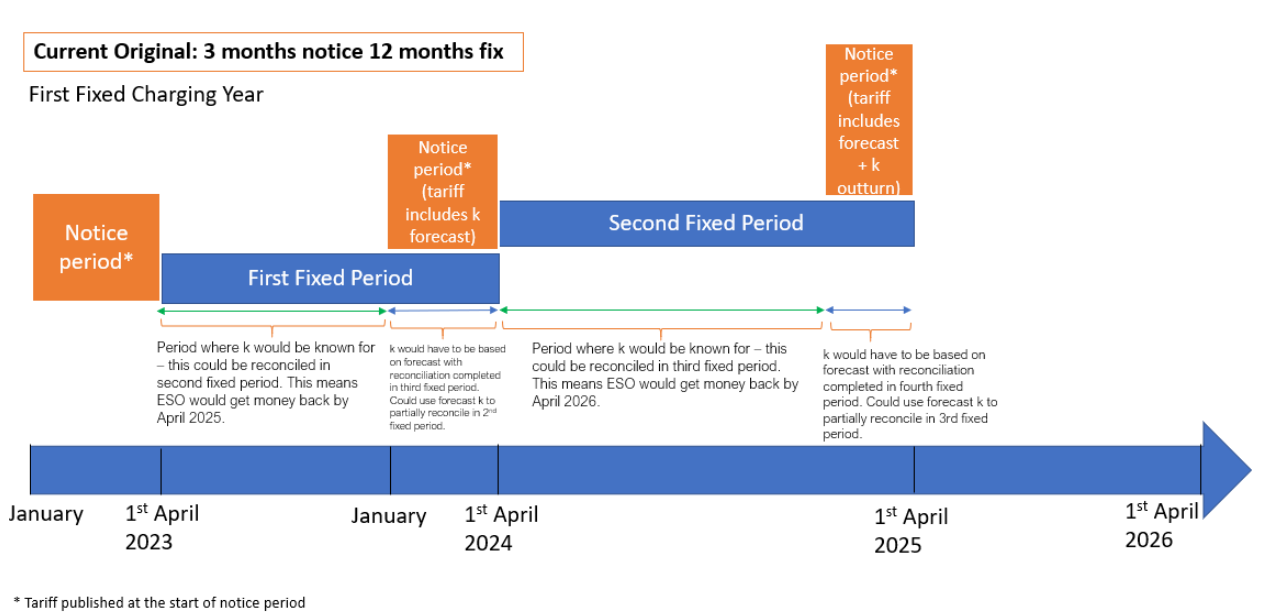 Current Original: 3 months notice 12 months fix
First Fixed Charging Year
Notice
period*
(tariff
includes
forecast
+ k
outturn)
Notice
period*
(tariff
includes k
forecast)
Notice
period*
Second Fixed Period
First Fixed Period
Period where k would be known for
– this could be reconciled in
second fixed period. This means
ESO would get money back by
April 2025.
k would have to be based
on forecast with
reconciliation completed
in third fixed period.
Could use forecast k to
partially reconcile in 2nd
fixed period.
Period where k would be known for – this
could be reconciled in third fixed period.
This means ESO would get money back by
April 2026.
k would have to be based on
forecast with reconciliation
completed in fourth fixed
period. Could use forecast k to
partially reconcile in 3rd fixed
period.
January
1st April
2023
January
1st April
2024
1st April
2025
1st April
2026
* Tariff published at the start of notice period